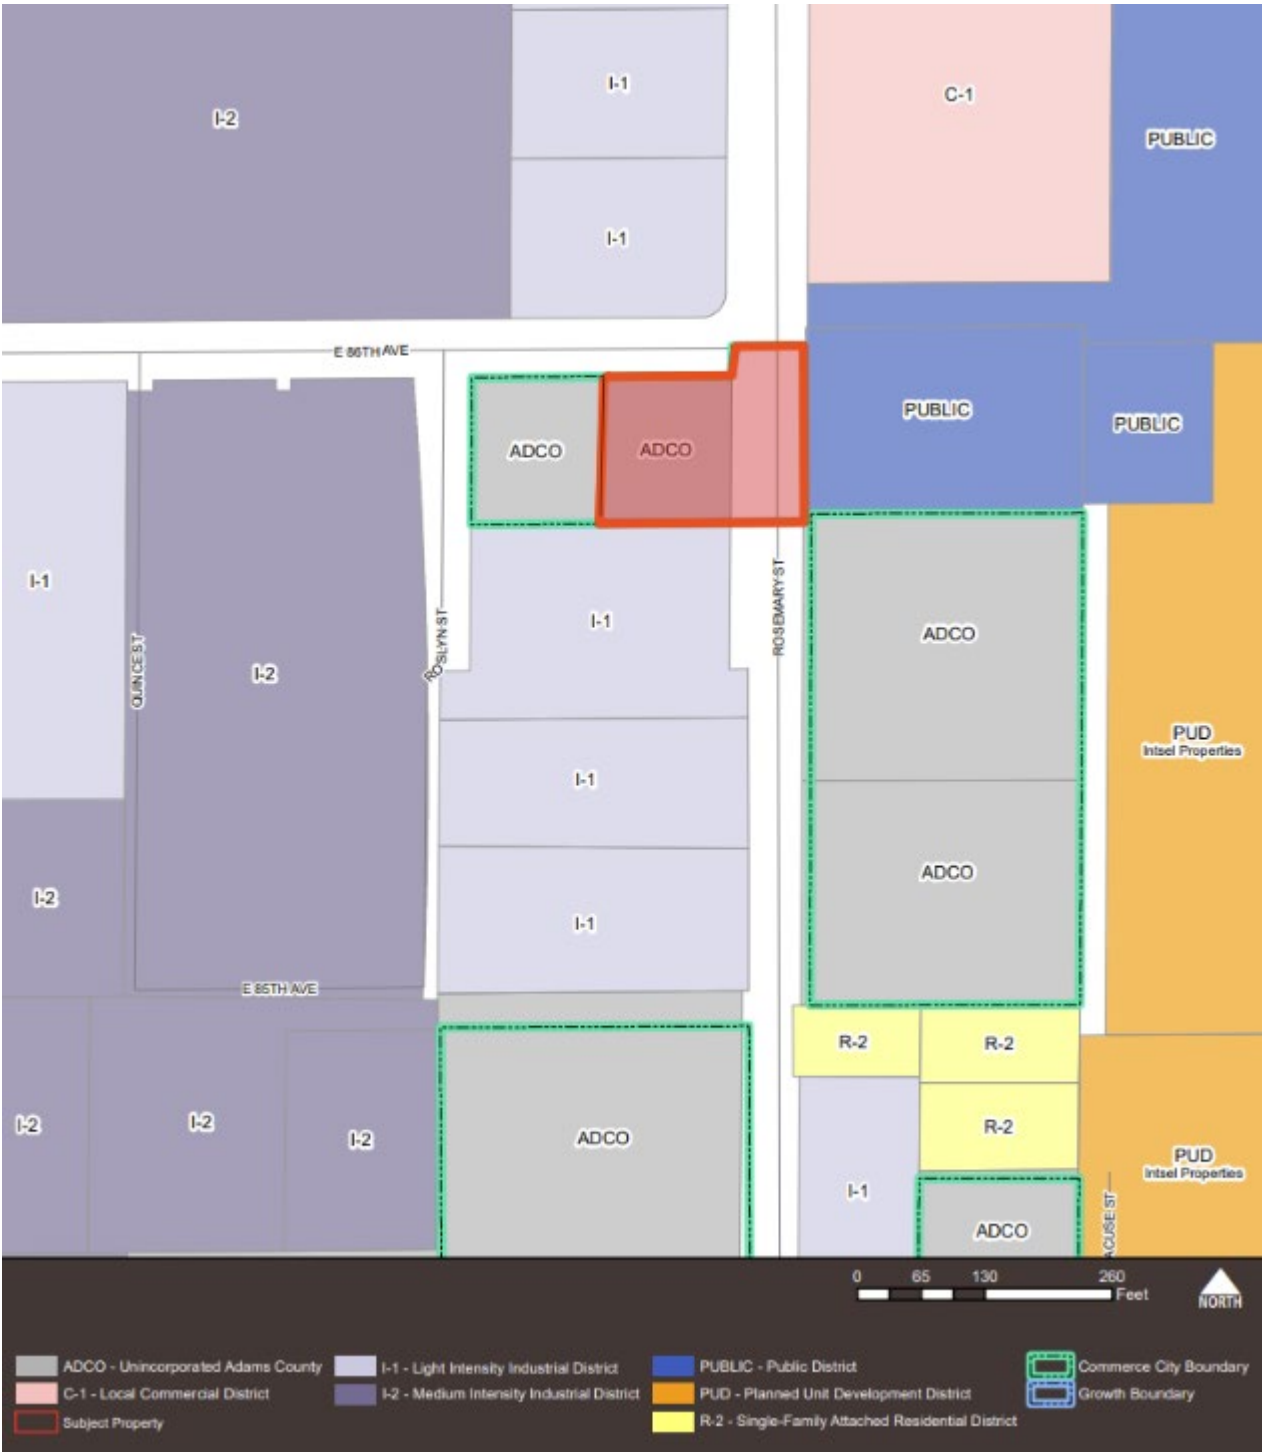 I-1
C-1
I-2
PUBLIC
I-1
E 86TH AVE
PUBLIC
PUBLIC
ADCO
ADCO
I-1
ROSEMARY ST
I-1
ADCO
QUINCE ST
ROSLYN ST
I-2
PUD
Intsel Properties
I-1
ADCO
I-2
I-1
E 85TH AVE
R-2
R-2
I-2
I-2
I-2
ADCO
R-2
PUD
Intsel Properties
I-1
ACUSE ST
ADCO
0 65 130 260
Feet
NORTH
ADCO - Unincorporated Adams County
C-1 - Local Commercial District
Subject Property
I-1 - Light Intensity Industrial District
I-2 - Medium Intensity Industrial District
PUBLIC - Public District
PUD - Planned Unit Development District
R-2 - Single-Family Attached Residential District
Commerce City Boundary
Growth Boundary